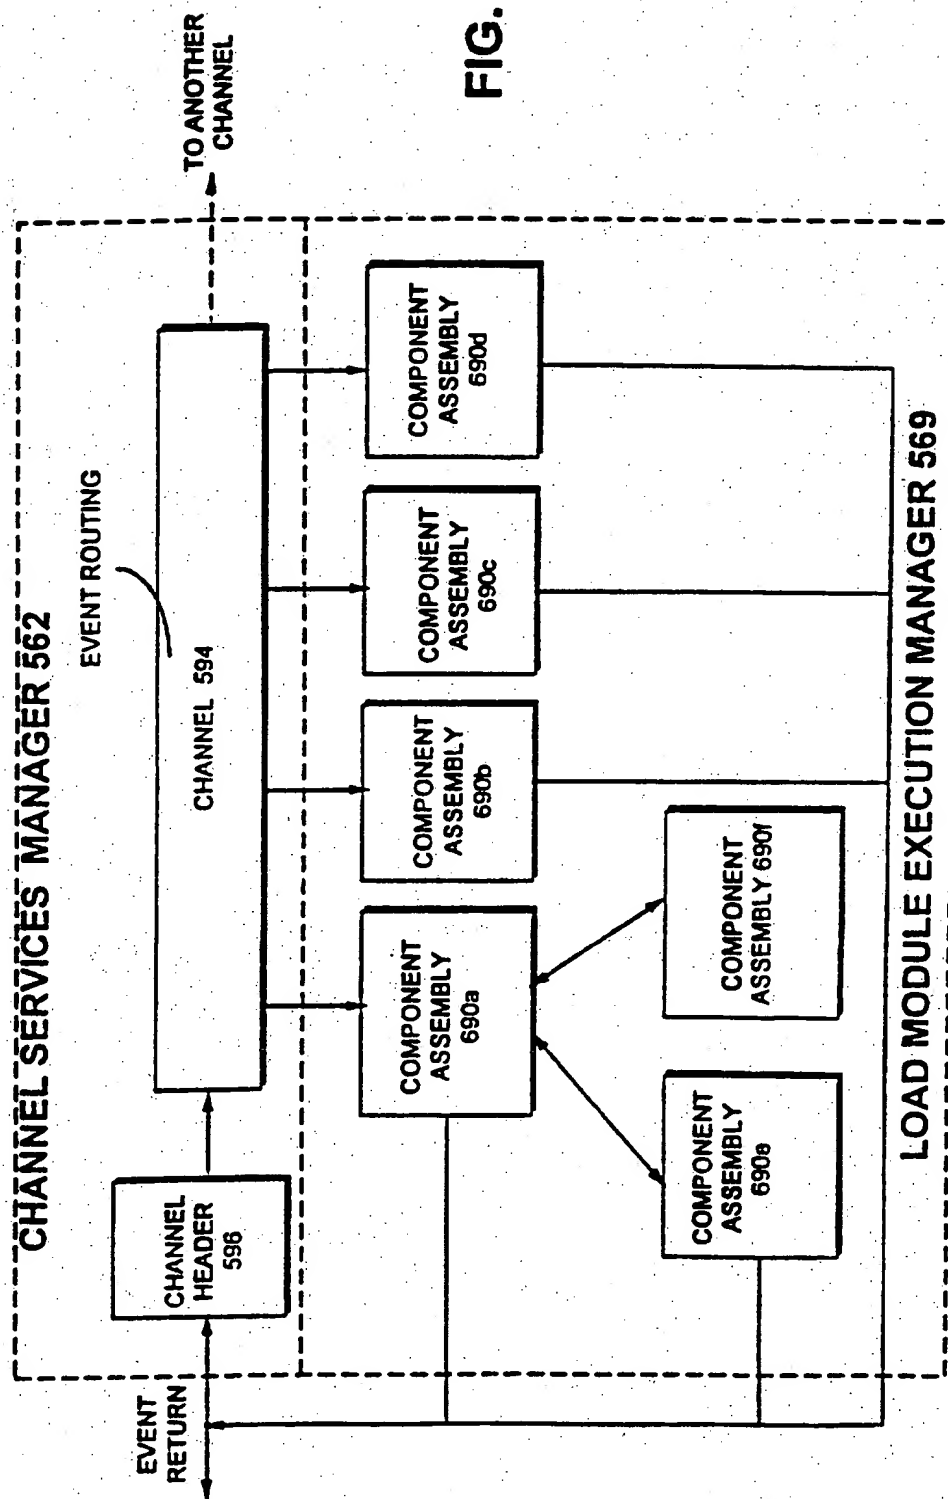 CHANNEL SERVICES MANAGER 562
EVENT ROUTING
TO ANOTHER
CHANNEL
EVENT
RETURN
CHANNEL
HEADER
596
CHANNEL 594
COMPONENT
ASSEMBLY
690a
COMPONENT
ASSEMBLY
690b
COMPONENT
ASSEMBLY
690c
COMPONENT
ASSEMBLY
690d
COMPONENT
ASSEMBLY
690e
COMPONENT
ASSEMBLY 690f
LOAD MODULE EXECUTION MANAGER 569
FIG.